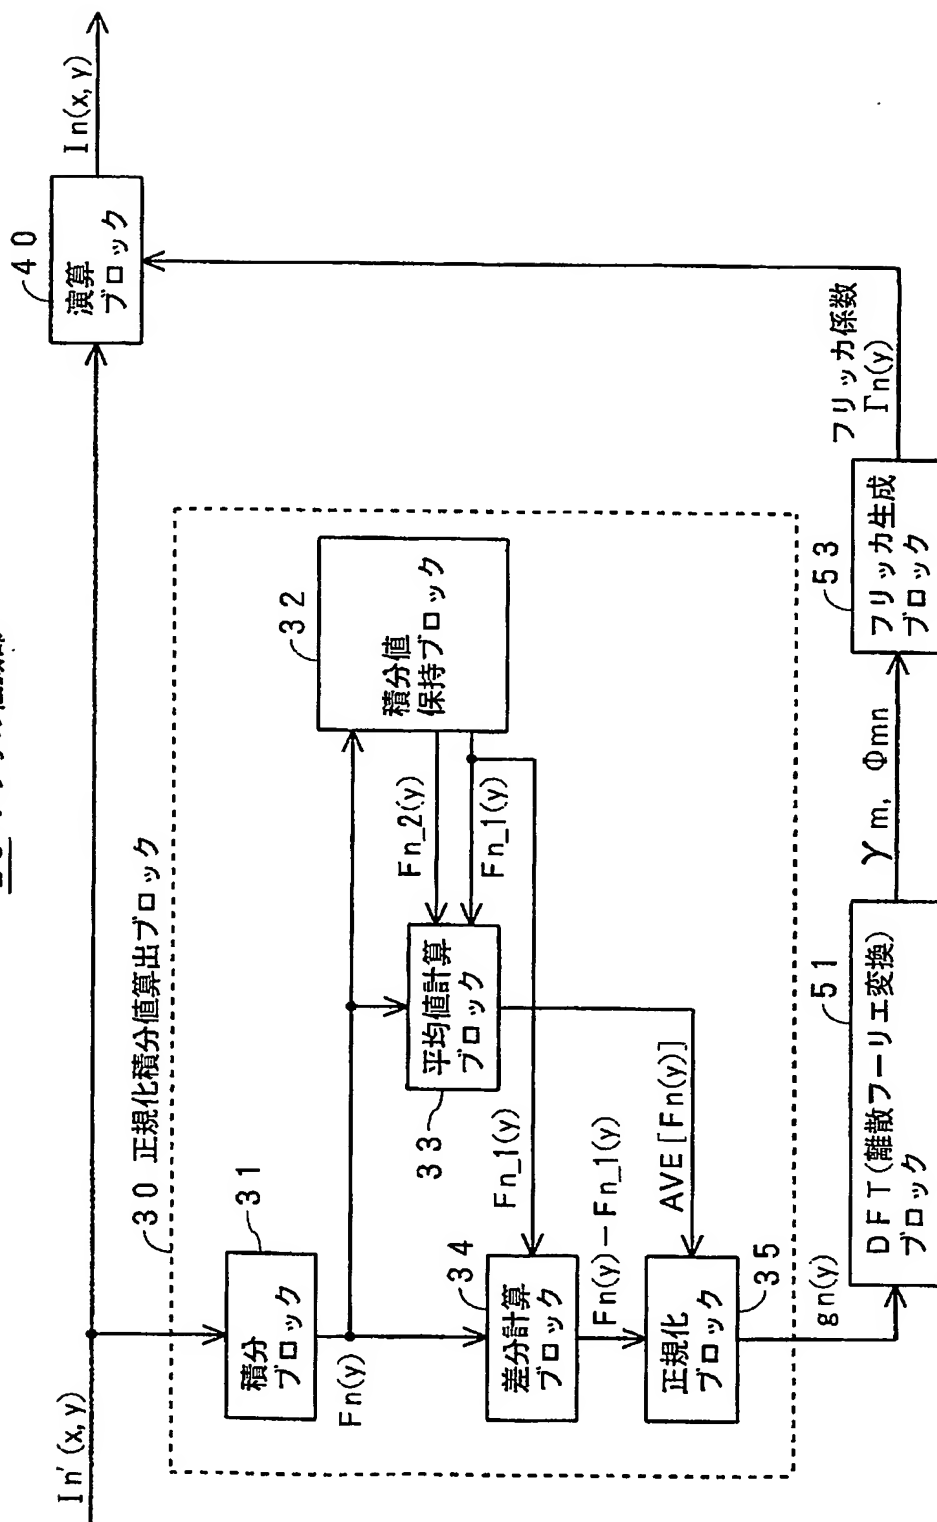 In'(x, y)
In(x, y)
40
演算
ブロック
30 正規化積分値算出ブロック
31
積分
ブロック
Fn(y)
32
積分値
保持ブロック
Fn_2(y)
Fn_1(y)
33
平均値計算
ブロック
Fn_1(y)
34
差分計算
ブロック
Fn(y)−Fn_1(y)
AVE[Fn(y)]
35
正規化
ブロック
gn(y)
51
DFT(離散フーリエ変換)
ブロック
γm, Φmn
53
フリッカ生成
ブロック
フリッカ係数
Γn(y)